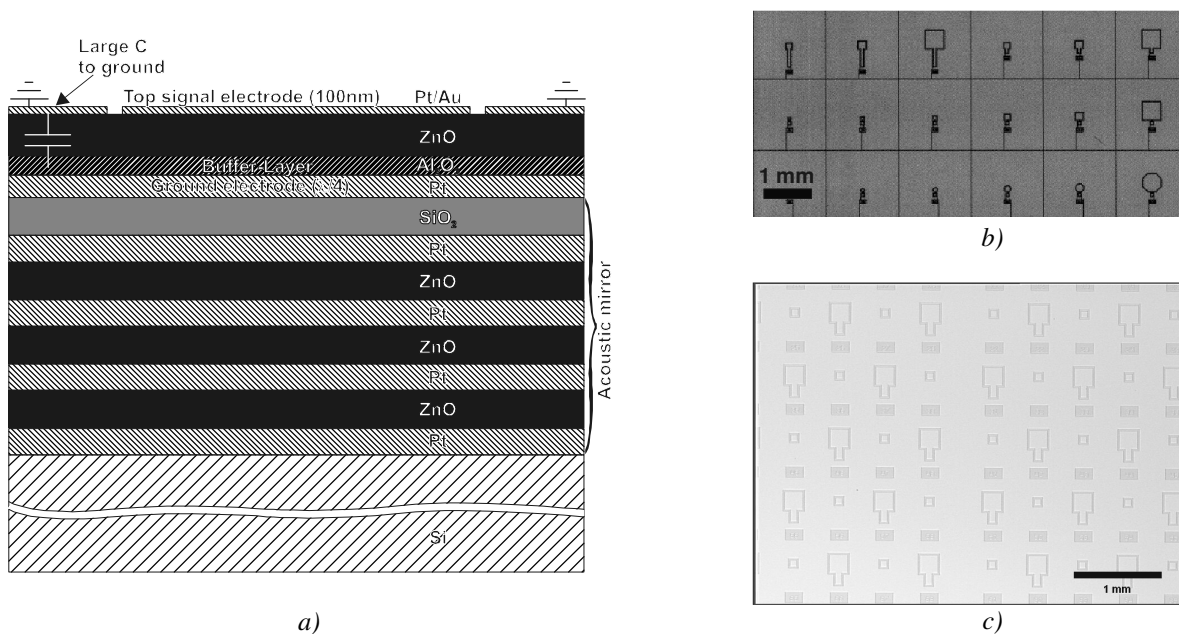 Large C
to ground
Top signal electrode (100nm) Pt/Au
ZnO
Buffer-Layer
Ground electrode (λ/4) Pt
SiO2
Pt
ZnO
Pt
ZnO
Pt
ZnO
Pt
Si
Acoustic mirror
a)
1 mm
b)
1 mm
c)